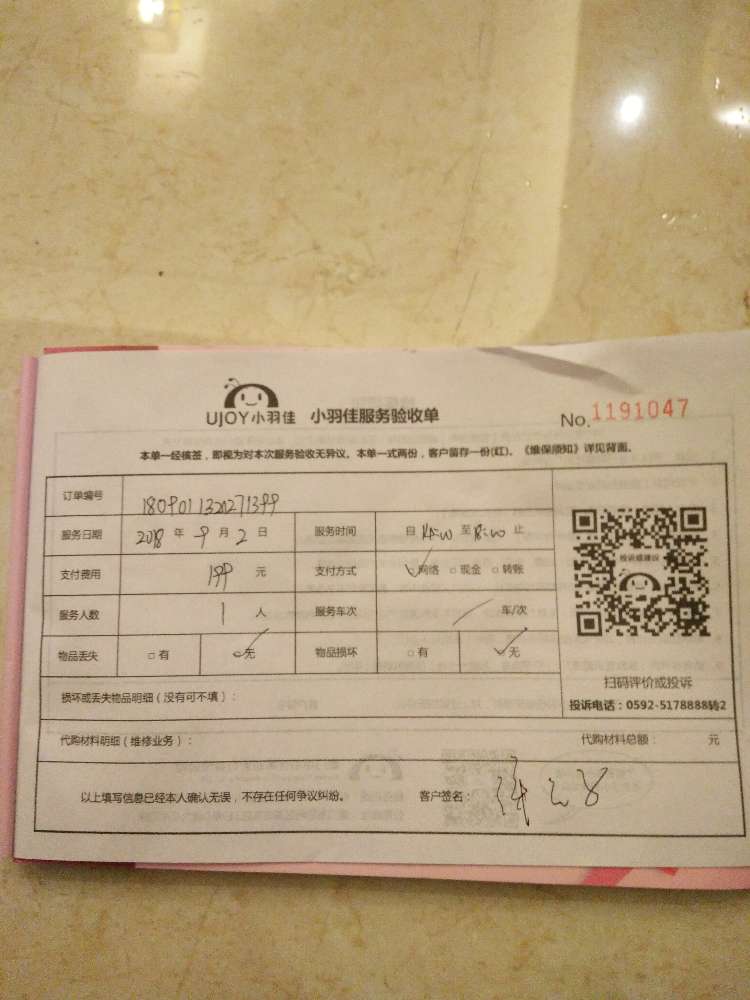 UJOY小羽佳 小羽佳服务验收单 No.1191047
本单一经核签，即视为对本次服务验收无异议。本单一式两份，客户留存一份(红)。《维保须知》详见背面。
订单编号
服务日期 2018 年 9 月 2 日 服务时间 自 至 止
支付费用 199 元 支付方式 网络 □ 现金 □ 转账
服务人数 1 人 服务车次 / 车/次
物品丢失 □有 ✓无 物品损坏 □有 ✓无
投诉或建议
扫码评价或投诉
投诉电话：0592-5178888转2
损坏或丢失物品明细（没有可不填）：
代购材料明细（维修业务）： 代购材料总额： 元
以上填写信息已经本人确认无误，不存在任何争议纠纷。 客户签名：